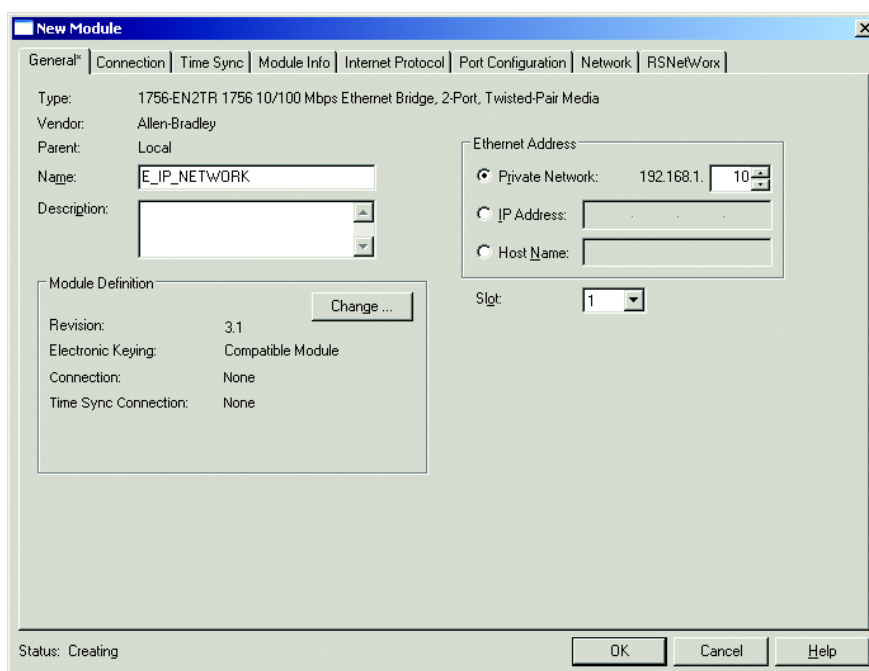 New Module
General* Connection Time Sync Module Info Internet Protocol Port Configuration Network RSNetWorx
Type: 1756-EN2TR 1756 10/100 Mbps Ethernet Bridge, 2-Port, Twisted-Pair Media
Vendor: Allen-Bradley
Parent: Local
Name: E_IP_NETWORK
Description:
Ethernet Address
Private Network: 192.168.1. 10
IP Address: . . .
Host Name:
Slot: 1
Module Definition
Change ...
Revision: 3.1
Electronic Keying: Compatible Module
Connection: None
Time Sync Connection: None
Status: Creating
OK Cancel Help